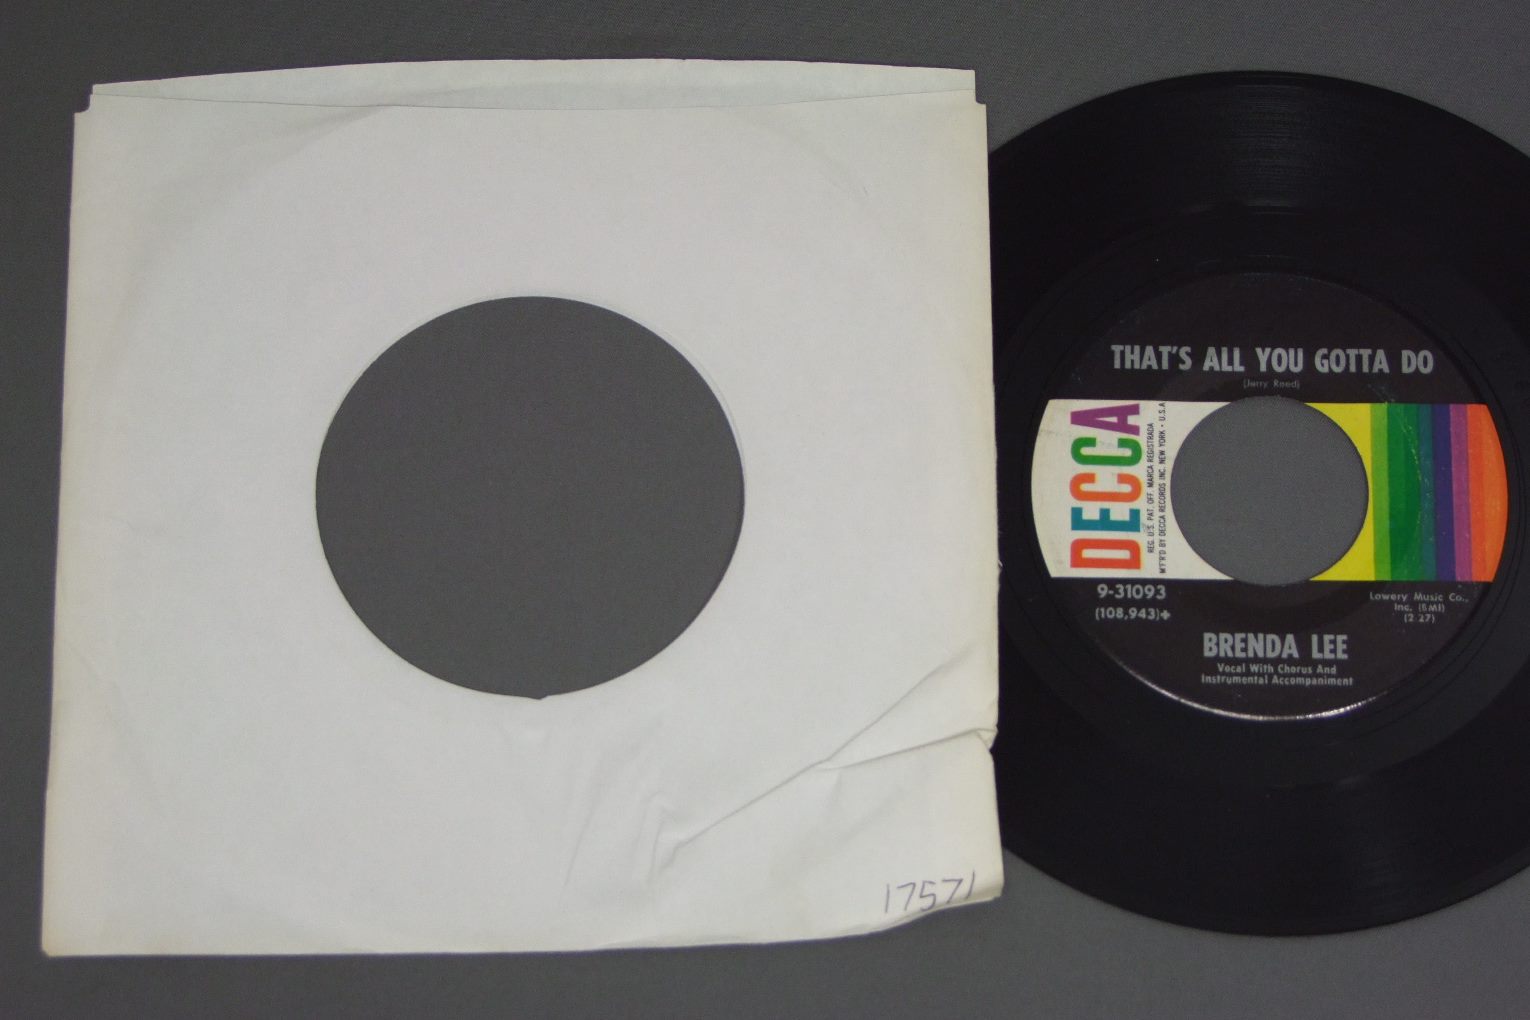 THAT'S ALL YOU GOTTA DO
(Jerry Reed)
DECCA
REG. U.S. PAT. OFF. MARCA REGISTRADA
M'F'R'D BY DECCA RECORDS INC. NEW YORK • U.S.A
9-31093
(108,943)+
Lowery Music Co.,
Inc. (BMI)
(2:27)
BRENDA LEE
Vocal With Chorus And
Instrumental Accompaniment
17571